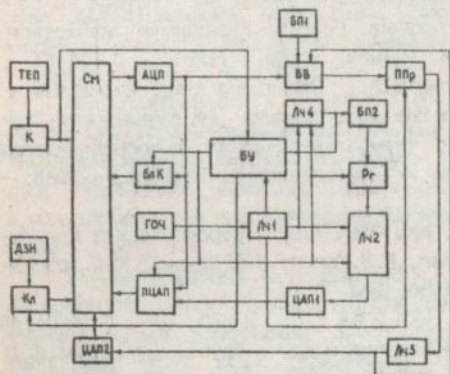 БП1
ТЕП
СМ
АЦП
ВВ
ППр
К
Лч4
БП2
БУ
БлК
Рг
ДЗН
ГОЧ
Лч1
Лч2
Кл
ПЦАП
ЦАП1
ЦАП2
Лч3